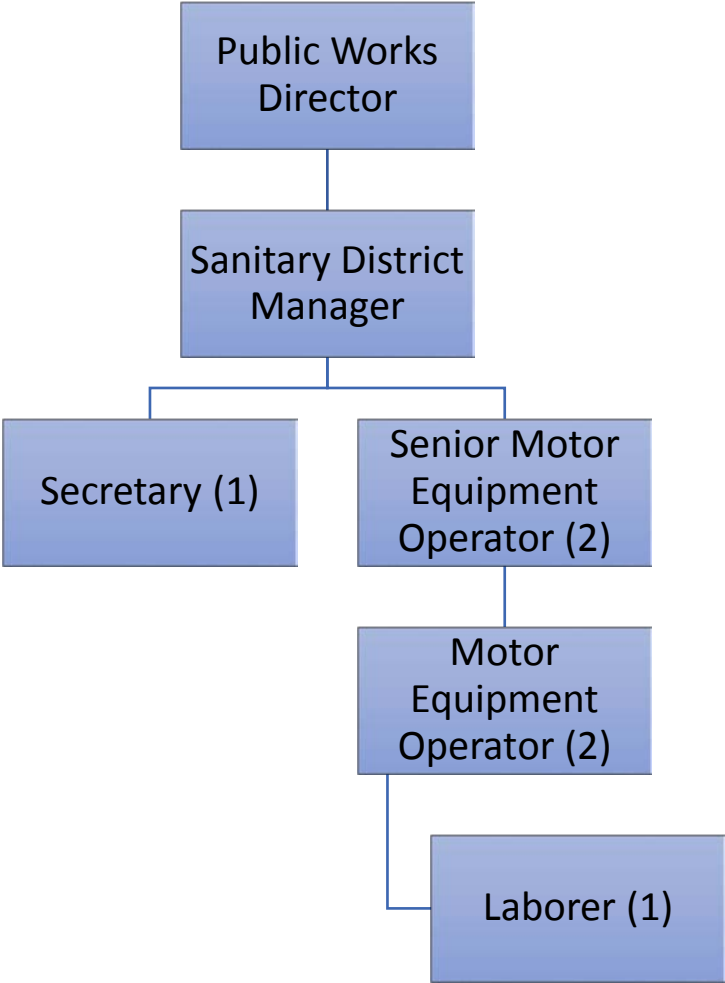 Public Works
Director
Sanitary District
Manager
Secretary (1)
Senior Motor
Equipment
Operator (2)
Motor
Equipment
Operator (2)
Laborer (1)